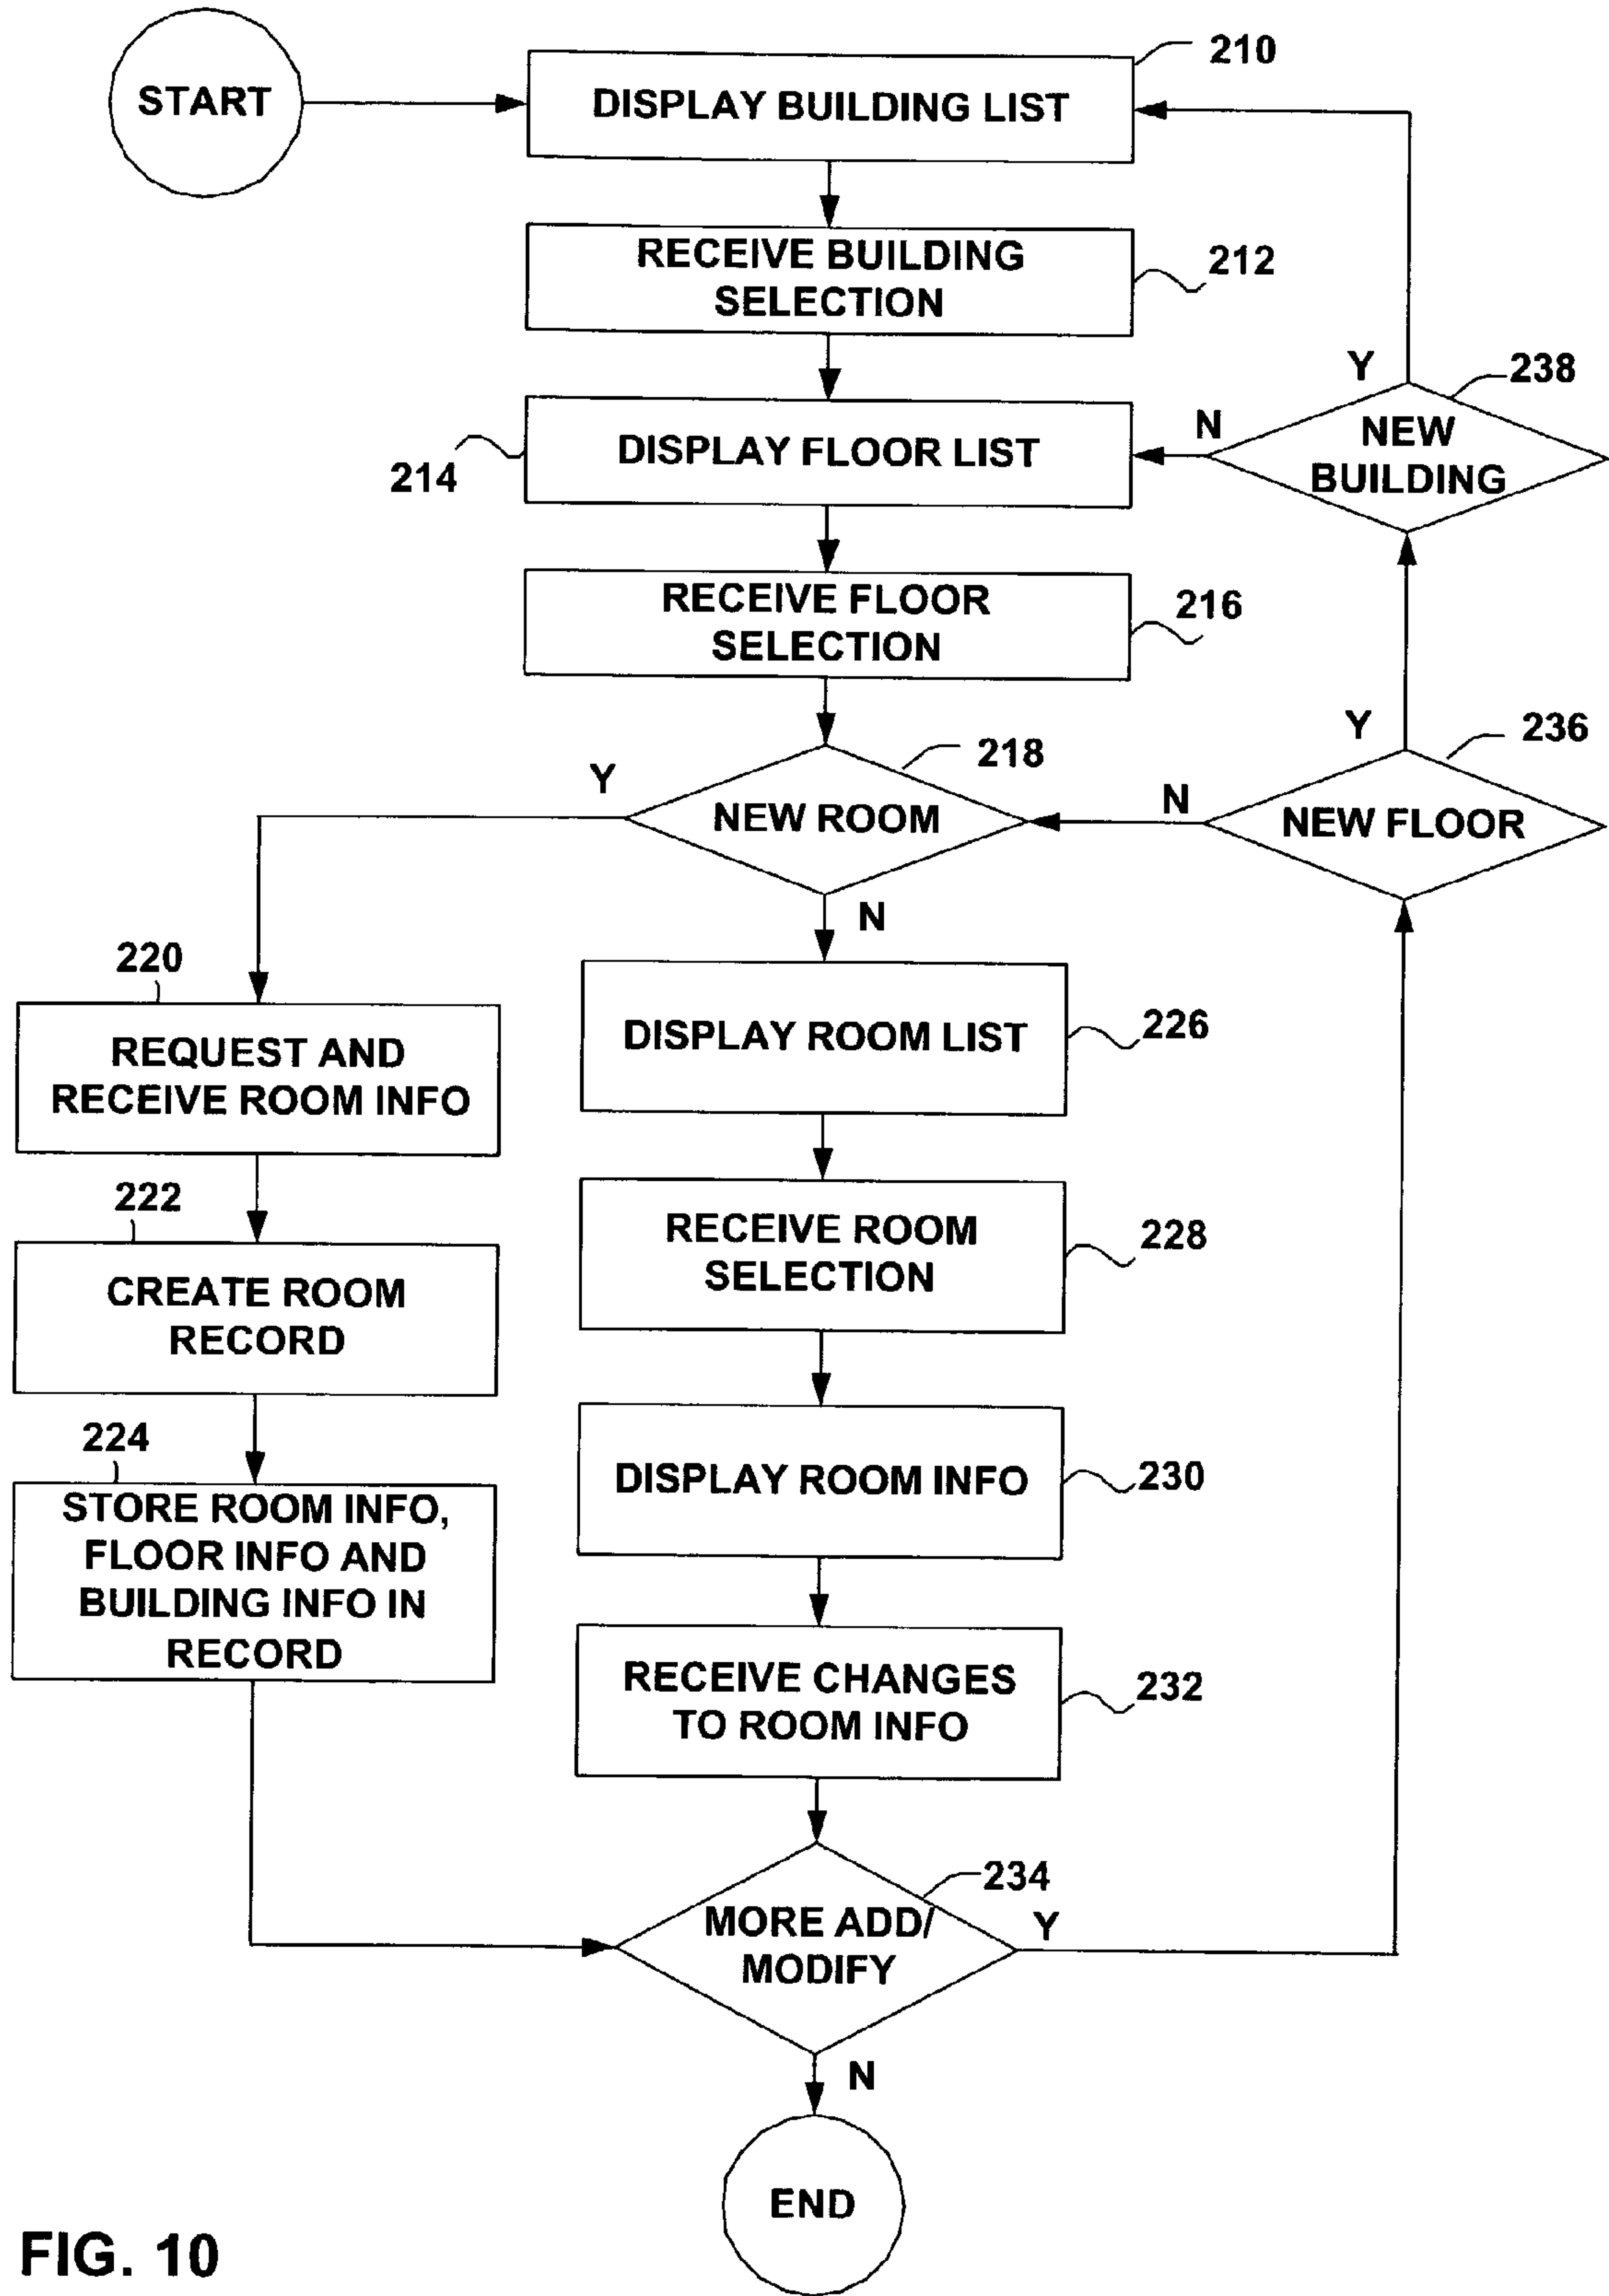 START
210
DISPLAY BUILDING LIST
RECEIVE BUILDING
SELECTION
212
238
Y
NEW
BUILDING
N
DISPLAY FLOOR LIST
214
RECEIVE FLOOR
SELECTION
216
218
Y
NEW ROOM
N
236
Y
NEW FLOOR
N
220
REQUEST AND
RECEIVE ROOM INFO
222
CREATE ROOM
RECORD
224
STORE ROOM INFO,
FLOOR INFO AND
BUILDING INFO IN
RECORD
DISPLAY ROOM LIST
226
RECEIVE ROOM
SELECTION
228
DISPLAY ROOM INFO
230
RECEIVE CHANGES
TO ROOM INFO
232
234
MORE ADD/
MODIFY
Y
N
END
FIG. 10